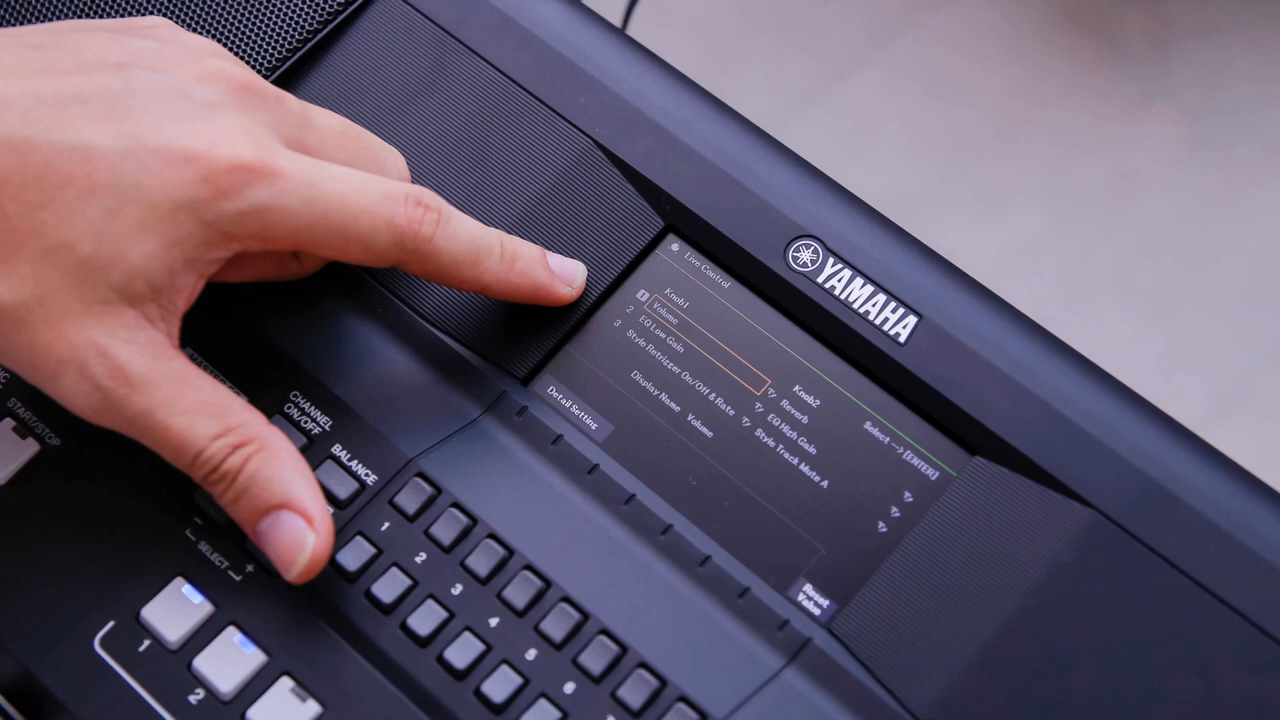 YAMAHA
Live Control
Select -->[ENTER]
Knob1
Knob2
1 Volume
Reverb
2 EQ Low Gain
EQ High Gain
3 Style Retrigger On/Off & Rate
Style Track Mute A
Display Name Volume
Detail Setting
Reset
Value
START/STOP
CHANNEL
ON/OFF
BALANCE
- SELECT +
1 2 3 4 5 6
1 2